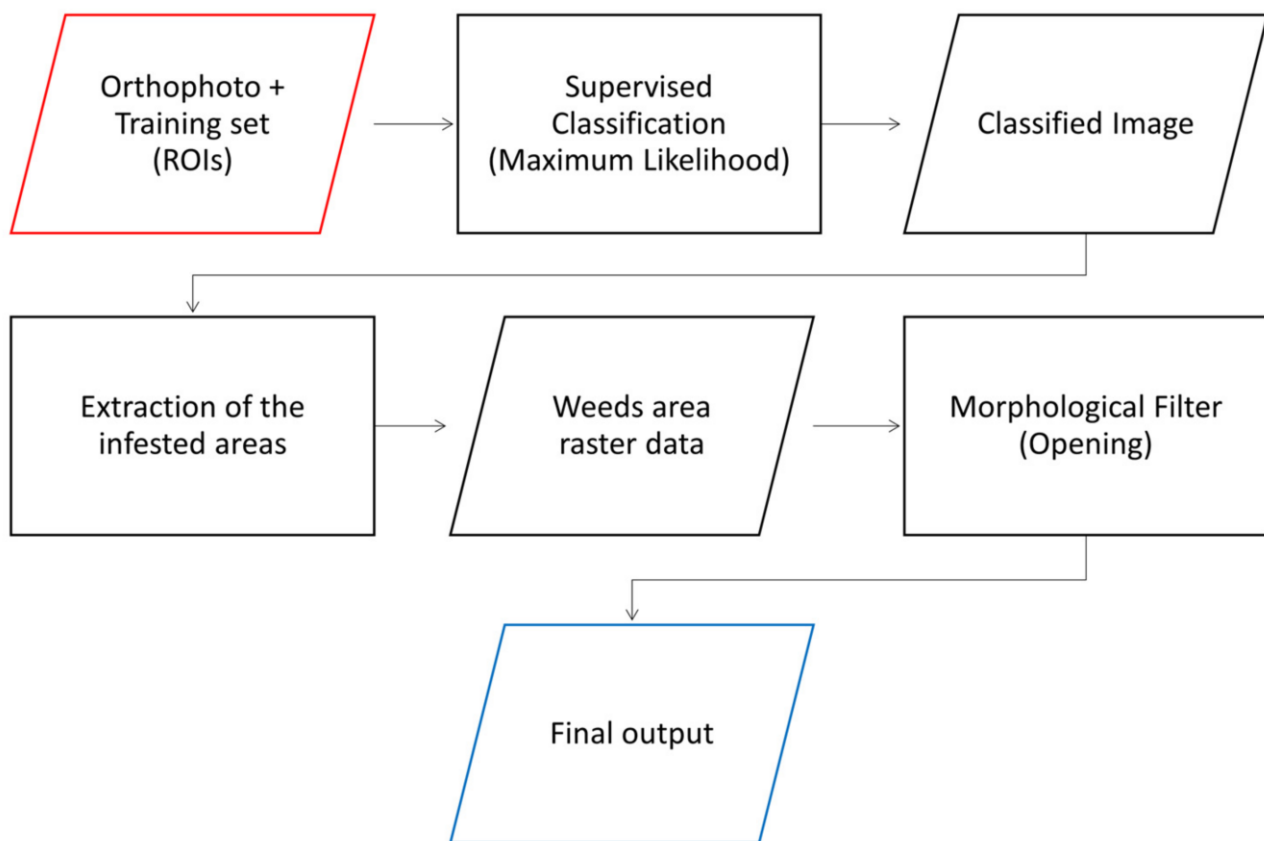 Orthophoto +
Training set
(ROIs)
Supervised
Classification
(Maximum Likelihood)
Classified Image
Extraction of the
infested areas
Weeds area
raster data
Morphological Filter
(Opening)
Final output